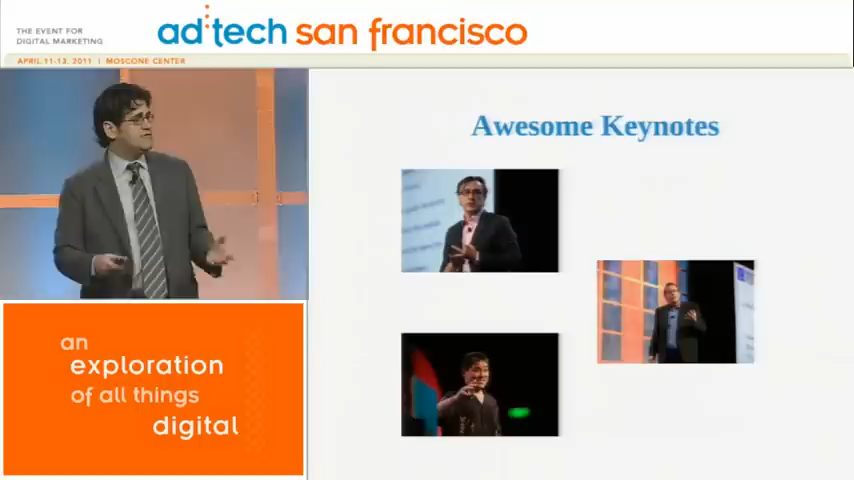 THE EVENT FOR
DIGITAL MARKETING
ad:tech san francisco
APRIL 11-13, 2011 | MOSCONE CENTER
Awesome Keynotes
an
exploration
of all things
digital